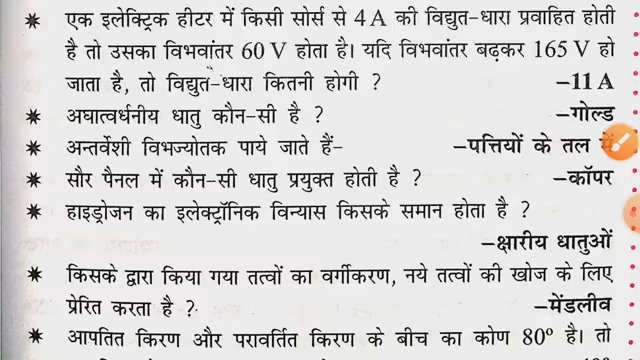 * एक इलेक्ट्रिक हीटर में किसी सोर्स से 4 A की विद्युत-धारा प्रवाहित होती
है तो उसका विभवांतर 60 V होता है। यदि विभवांतर बढ़कर 165 V हो
जाता है, तो विद्युत-धारा कितनी होगी ? –11 A
* अघात्वर्धनीय धातु कौन-सी है ? –गोल्ड
* अन्तर्वेशी विभज्योतक पाये जाते हैं- –पत्तियों के तल में
* सौर पैनल में कौन-सी धातु प्रयुक्त होती है ? –कॉपर
* हाइड्रोजन का इलेक्ट्रॉनिक विन्यास किसके समान होता है ?
–क्षारीय धातुओं
* किसके द्वारा किया गया तत्वों का वर्गीकरण, नये तत्वों की खोज के लिए
प्रेरित करता है ? –मेंडलीव
* आपतित किरण और परावर्तित किरण के बीच का कोण 80° है। तो